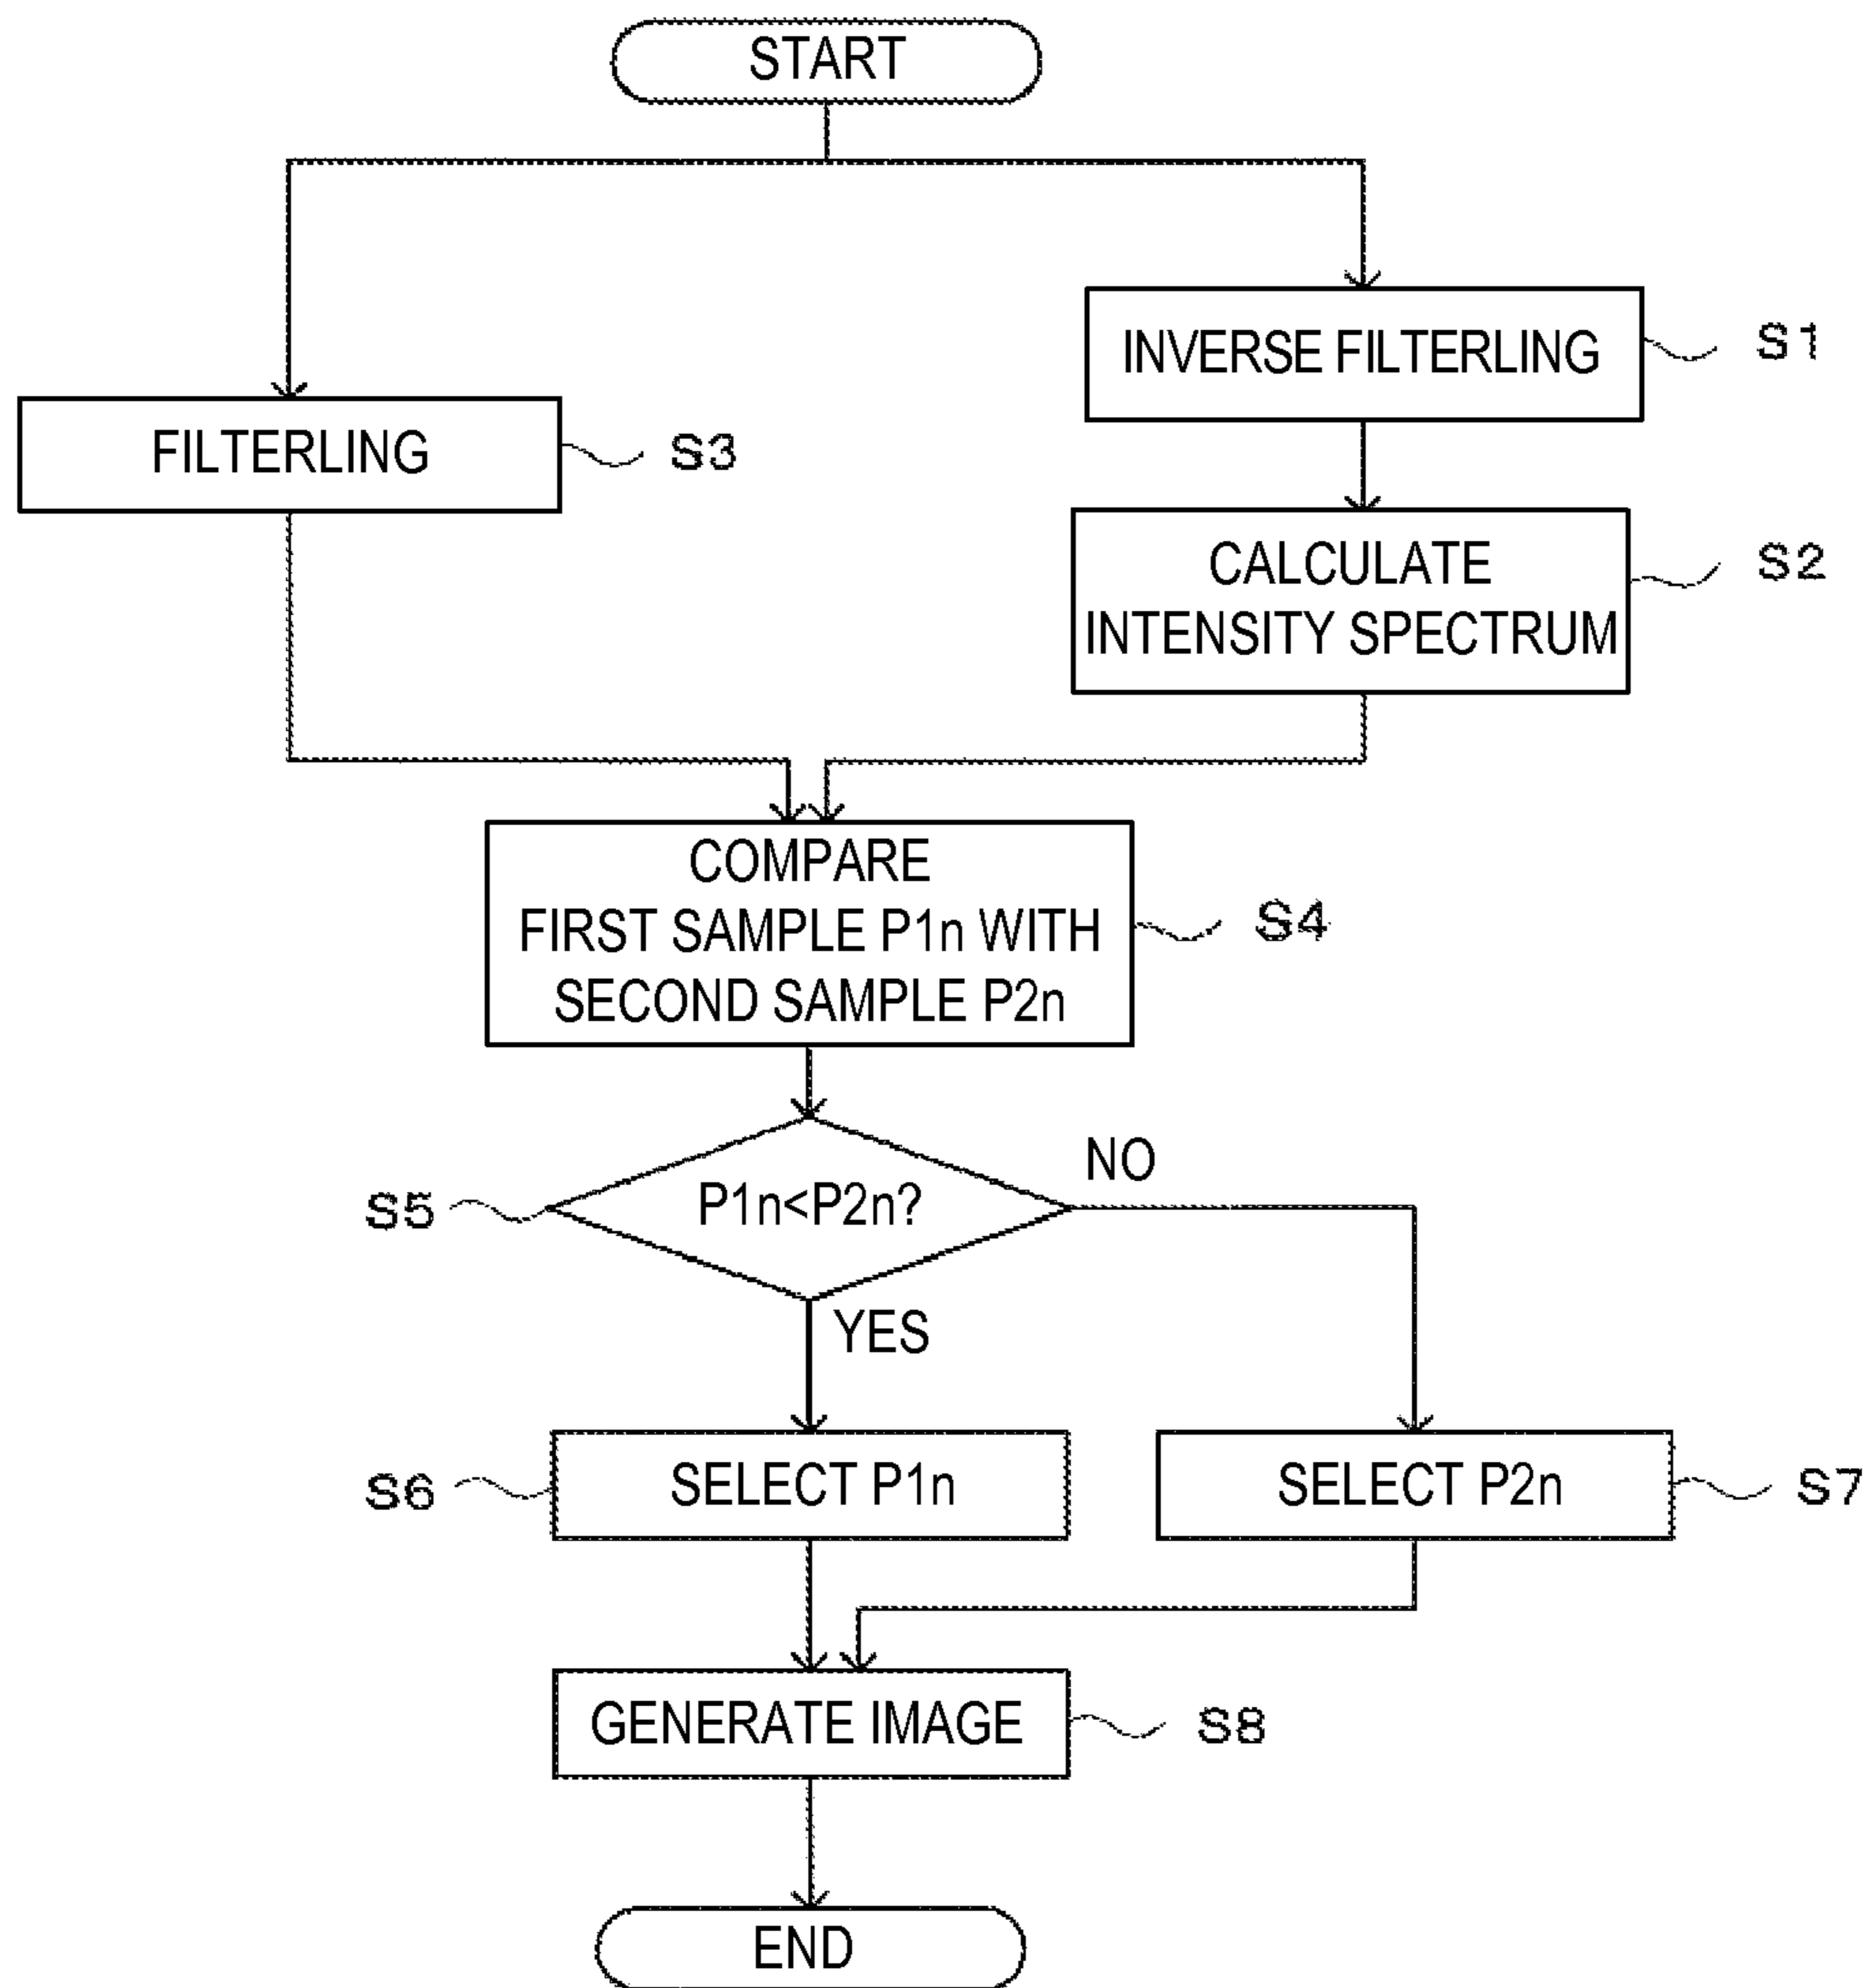 START
INVERSE FILTERLING
S1
FILTERLING
S3
CALCULATE
INTENSITY SPECTRUM
S2
COMPARE
FIRST SAMPLE P1n WITH
SECOND SAMPLE P2n
S4
NO
S5
P1n<P2n?
YES
S6
SELECT P1n
SELECT P2n
S7
GENERATE IMAGE
S8
END